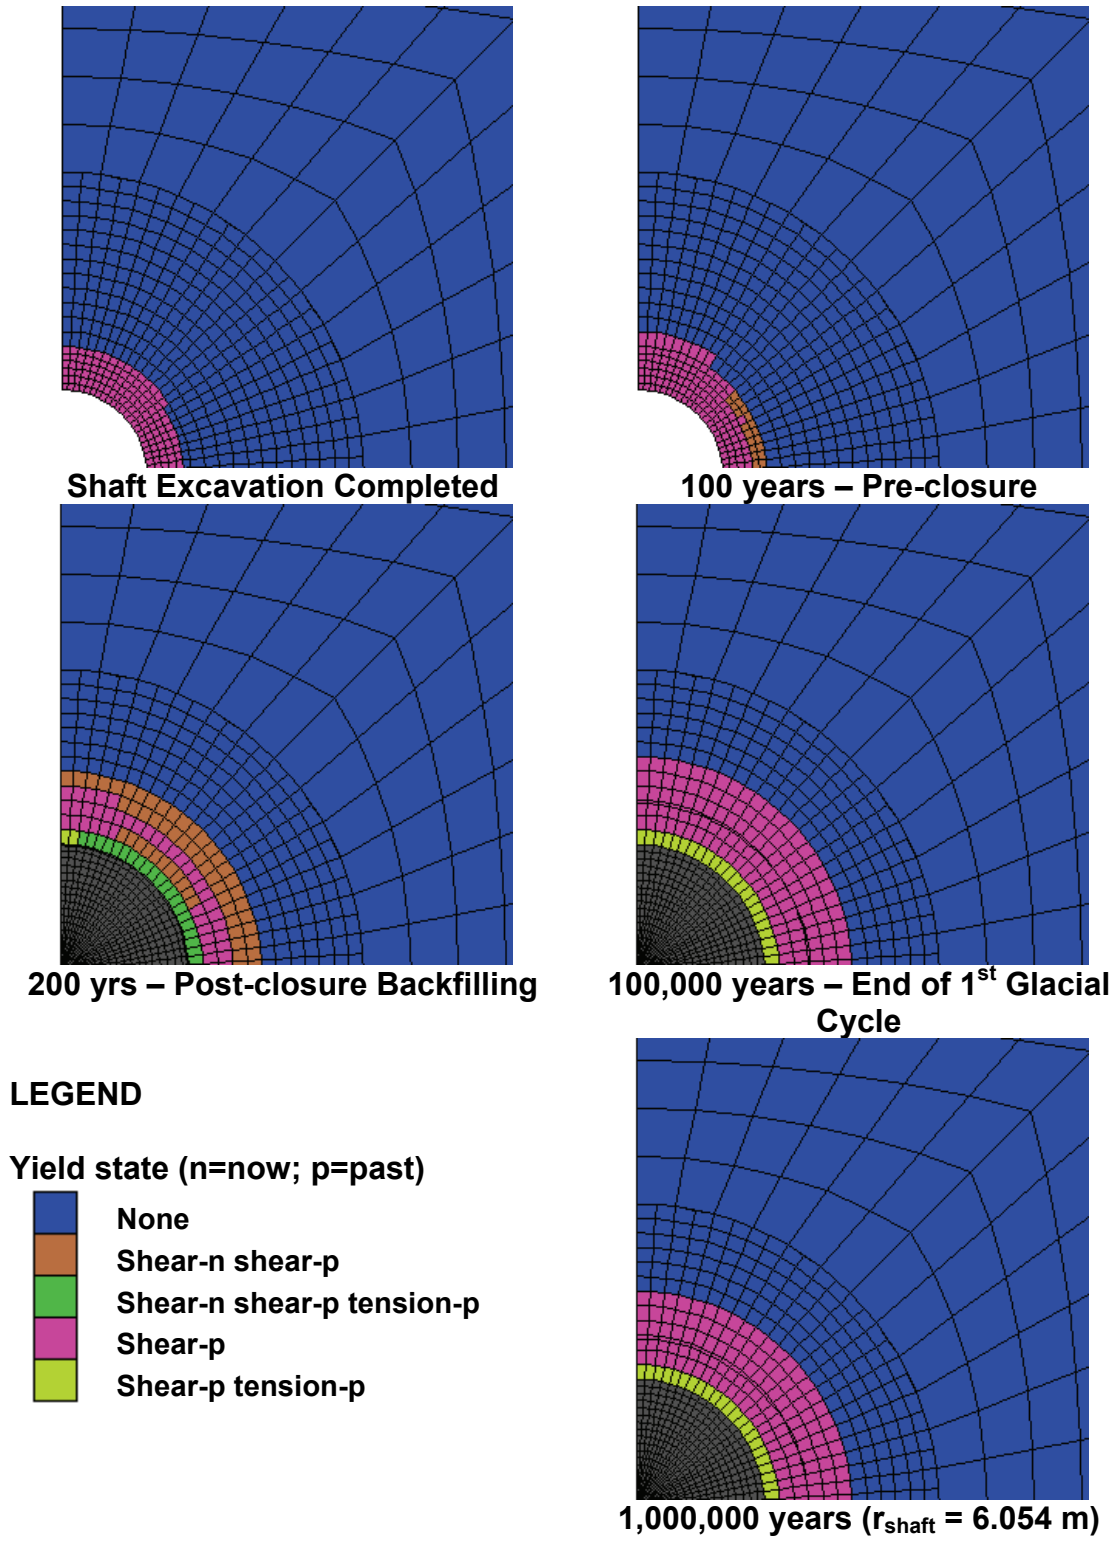 Shaft Excavation Completed
100 years – Pre-closure
200 yrs – Post-closure Backfilling
100,000 years – End of 1st Glacial
Cycle
LEGEND
Yield state (n=now; p=past)
None
Shear-n shear-p
Shear-n shear-p tension-p
Shear-p
Shear-p tension-p
1,000,000 years (rshaft = 6.054 m)